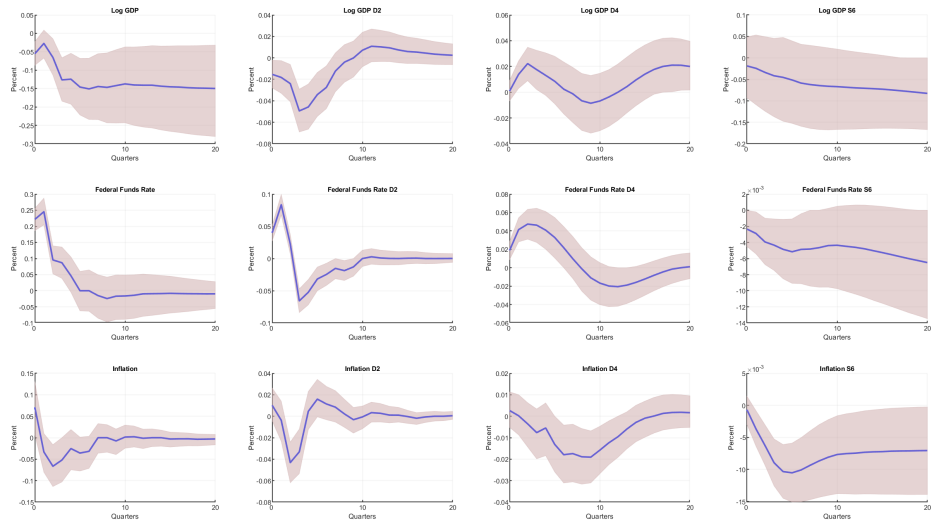 Log GDP
0.05
0
-0.05
-0.1
-0.15
-0.2
-0.25
-0.3
Percent
0 10 20
Quarters
Log GDP D2
0.04
0.02
0
-0.02
-0.04
-0.06
-0.08
Percent
0 10 20
Quarters
Log GDP D4
0.04
0.02
0
-0.02
-0.04
Percent
0 10 20
Quarters
Log GDP S6
0.1
0.05
0
-0.05
-0.1
-0.15
-0.2
Percent
0 10 20
Quarters
Federal Funds Rate
0.3
0.25
0.2
0.15
0.1
0.05
0
-0.05
-0.1
Percent
0 10 20
Quarters
Federal Funds Rate D2
0.1
0.05
0
-0.05
-0.1
Percent
0 10 20
Quarters
Federal Funds Rate D4
0.08
0.06
0.04
0.02
0
-0.02
-0.04
-0.06
Percent
0 10 20
Quarters
Federal Funds Rate S6
×10⁻³
2
0
-2
-4
-6
-8
-10
-12
-14
Percent
0 10 20
Quarters
Inflation
0.15
0.1
0.05
0
-0.05
-0.1
-0.15
Percent
0 10 20
Quarters
Inflation D2
0.04
0.02
0
-0.02
-0.04
-0.06
-0.08
Percent
0 10 20
Quarters
Inflation D4
0.02
0.01
0
-0.01
-0.02
-0.03
-0.04
Percent
0 10 20
Quarters
Inflation S6
×10⁻³
5
0
-5
-10
-15
Percent
0 10 20
Quarters